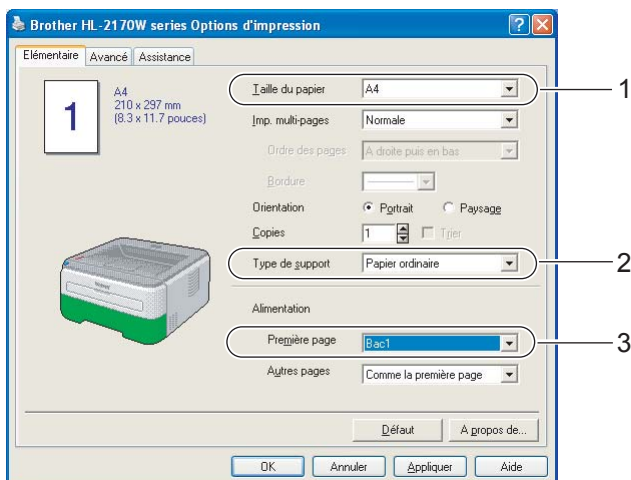 Brother HL-2170W series Options d'impression
Elémentaire Avancé Assistance
1
A4
210 x 297 mm
(8.3 x 11.7 pouces)
Taille du papier A4 1
Imp. multi-pages Normale
Ordre des pages A droite puis en bas
Bordure
Orientation Portrait Paysage
Copies 1 Trier
Type de support Papier ordinaire 2
Alimentation
Première page Bac1 3
Autres pages Comme la première page
Défaut A propos de...
OK Annuler Appliquer Aide